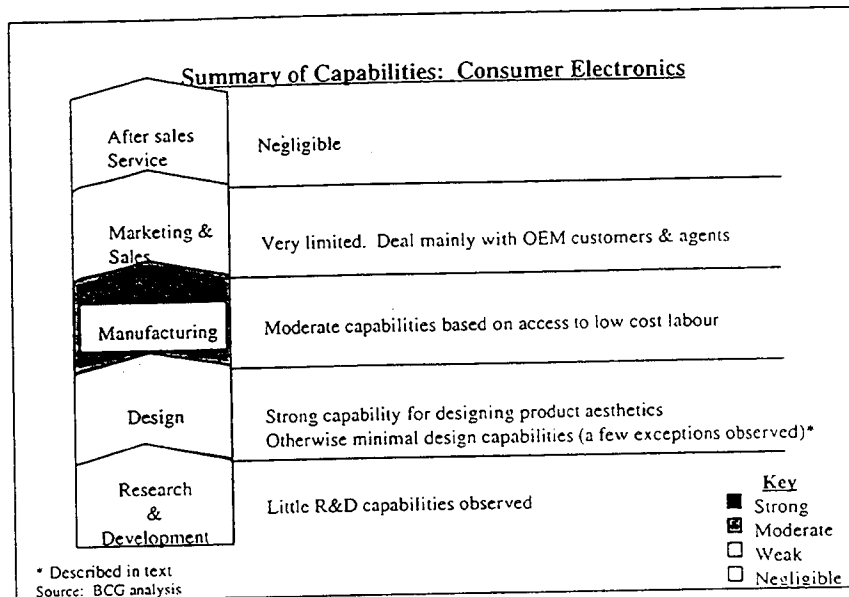 Summary of Capabilities: Consumer Electronics
After sales
Service
Negligible
Marketing &
Sales
Very limited. Deal mainly with OEM customers & agents
Manufacturing
Moderate capabilities based on access to low cost labour
Design
Strong capability for designing product aesthetics
Otherwise minimal design capabilities (a few exceptions observed)*
Research
&
Development
Little R&D capabilities observed
Key
Strong
Moderate
Weak
Negligible
* Described in text
Source: BCG analysis